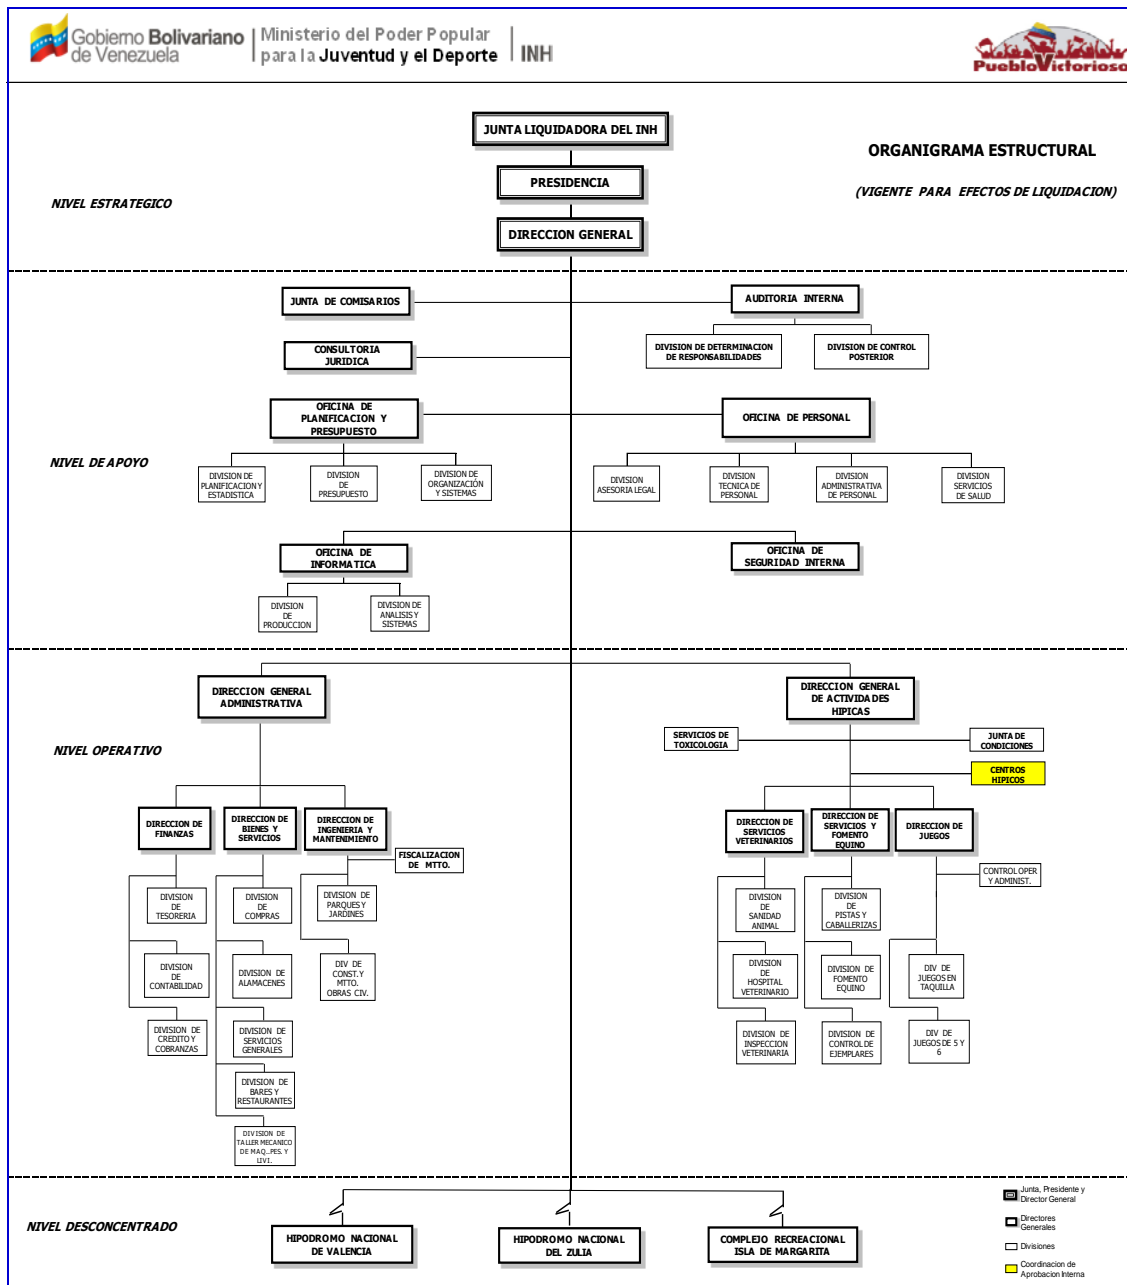 Gobierno Bolivariano
de Venezuela
Ministerio del Poder Popular
para la Juventud y el Deporte
INH
PuebloVictorioso
JUNTA LIQUIDADORA DEL INH
ORGANIGRAMA ESTRUCTURAL
PRESIDENCIA
(VIGENTE PARA EFECTOS DE LIQUIDACION)
NIVEL ESTRATEGICO
DIRECCION GENERAL
JUNTA DE COMISARIOS
AUDITORIA INTERNA
CONSULTORIA
JURIDICA
DIVISION DE DETERMINACION
DE RESPONSABILIDADES
DIVISION DE CONTROL
POSTERIOR
OFICINA DE
PLANIFICACION Y
PRESUPUESTO
OFICINA DE PERSONAL
NIVEL DE APOYO
DIVISION DE
PLANIFICACION Y
ESTADISTICA
DIVISION
DE
PRESUPUESTO
DIVISION DE
ORGANIZACIÓN
Y SISTEMAS
DIVISION
ASESORIA LEGAL
DIVISION
TECNICA DE
PERSONAL
DIVISION
ADMINISTRATIVA
DE PERSONAL
DIVISION
SERVICIOS
DE SALUD
OFICINA DE
INFORMATICA
OFICINA DE
SEGURIDAD INTERNA
DIVISION
DE
PRODUCCION
DIVISION DE
ANALISIS Y
SISTEMAS
DIRECCION GENERAL
ADMINISTRATIVA
DIRECCION GENERAL
DE ACTIVIDADES
HIPICAS
NIVEL OPERATIVO
SERVICIOS DE
TOXICOLOGIA
JUNTA DE
CONDICIONES
CENTROS
HIPICOS
DIRECCION DE
FINANZAS
DIRECCION DE
BIENES Y
SERVICIOS
DIRECCION DE
INGENIERIA Y
MANTENIMIENTO
DIRECCION DE
SERVICIOS
VETERINARIOS
DIRECCION DE
SERVICIOS Y
FOMENTO
EQUINO
DIRECCION DE
JUEGOS
FISCALIZACION
DE MTTO.
CONTROL OPER
Y ADMINIST.
DIVISION
DE
TESORERIA
DIVISION
DE
COMPRAS
DIVISION DE
PARQUES Y
JARDINES
DIVISION
DE
SANIDAD
ANIMAL
DIVISION
DE
PISTAS Y
CABALLERIZAS
DIVISION
DE
CONTABILIDAD
DIVISION DE
ALAMACENES
DIV DE
CONST. Y
MTTO.
OBRAS CIV.
DIVISION
DE
HOSPITAL
VETERINARIO
DIVISION DE
FOMENTO
EQUINO
DIV DE
JUEGOS EN
TAQUILLA
DIVISION DE
CREDITO Y
COBRANZAS
DIVISION DE
SERVICIOS
GENERALES
DIVISION DE
INSPECCION
VETERINARIA
DIVISION DE
CONTROL DE
EJEMPLARES
DIV DE
JUEGOS DE 5 Y
6
DIVISION DE
BARES Y
RESTAURANTES
DIVISION DE
TALLER MECANICO
DE MAQ..PES. Y
LIVI.
NIVEL DESCONCENTRADO
HIPODROMO NACIONAL
DE VALENCIA
HIPODROMO NACIONAL
DEL ZULIA
COMPLEJO RECREACIONAL
ISLA DE MARGARITA
Junta, Presidente y
Director General
Directores
Generales
Divisiones
Coordinacion de
Aprobacion Interna